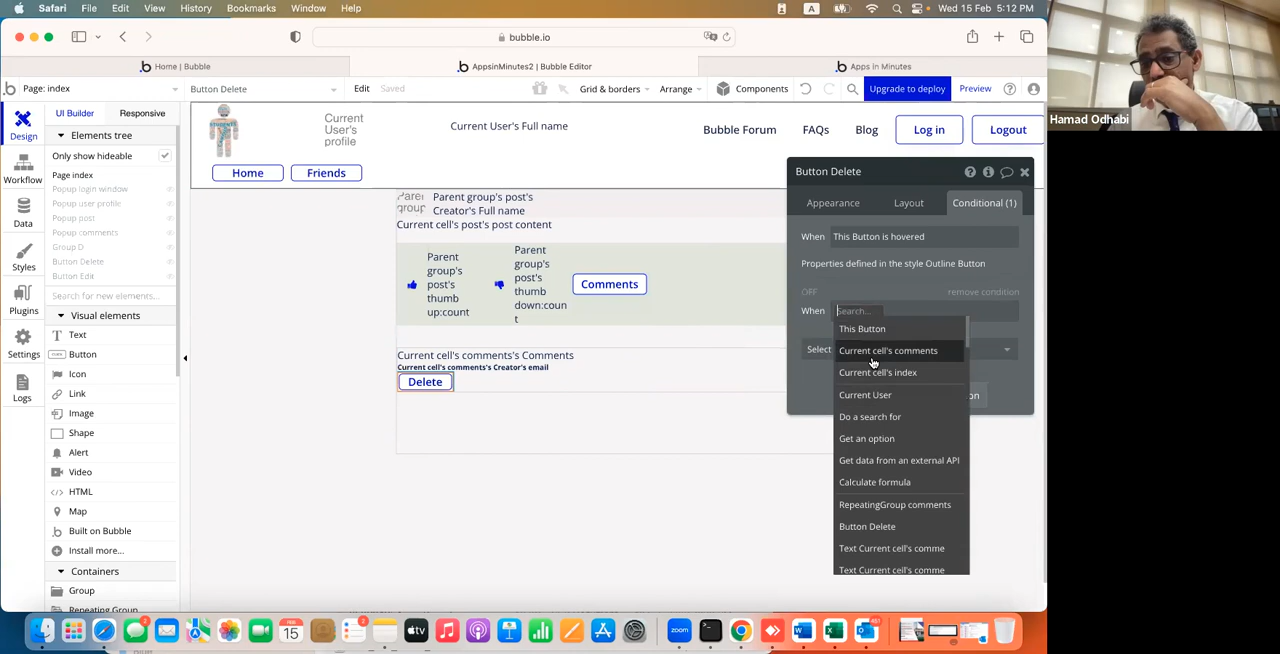 Safari File Edit View History Bookmarks Window Help
A Wed 15 Feb 5:12 PM
bubble.io
Home | Bubble
AppsinMinutes2 | Bubble Editor
Apps In Minutes
Page: index
Button Delete
Edit Saved
Grid & borders
Arrange
Components
Upgrade to deploy
Preview
Hamad Odhabi
Design
Workflow
Data
Styles
Plugins
Settings
Logs
UI Builder Responsive
Elements tree
Only show hideable
Page index
Popup login window
Popup user profile
Popup post
Popup comments
Group D
Button Delete
Button Edit
Search for new elements...
Visual elements
Text
Button
Icon
Link
Image
Shape
Alert
Video
HTML
Map
Built on Bubble
Install more...
Containers
Group
Repeating Group
STUDENTS
Current
User's
profile
Current User's Full name
Bubble Forum
FAQs
Blog
Log in
Logout
Home
Friends
Parent
group
Parent group's post's
Creator's Full name
Current cell's post's post content
Parent
group's
post's
thumb
up:count
Parent
group's
post's
thumb
down:coun
t
Comments
Current cell's comments's Comments
Current cell's comments's Creator's email
Delete
Button Delete
Appearance Layout Conditional (1)
When This Button is hovered
Properties defined in the style Outline Button
OFF remove condition
When Search...
Select
on
This Button
Current cell's comments
Current cell's index
Current User
Do a search for
Get an option
Get data from an external API
Calculate formula
RepeatingGroup comments
Button Delete
Text Current cell's comme
Text Current cell's comme
15
zoom